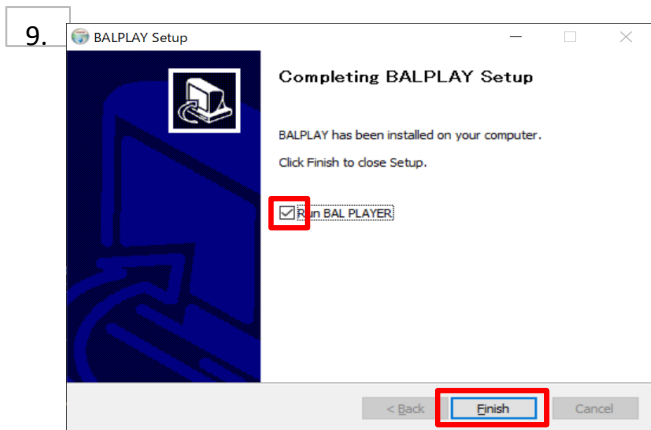 9.
BALPLAY Setup
Completing BALPLAY Setup
BALPLAY has been installed on your computer.
Click Finish to close Setup.
Run BAL PLAYER
< Back
Finish
Cancel